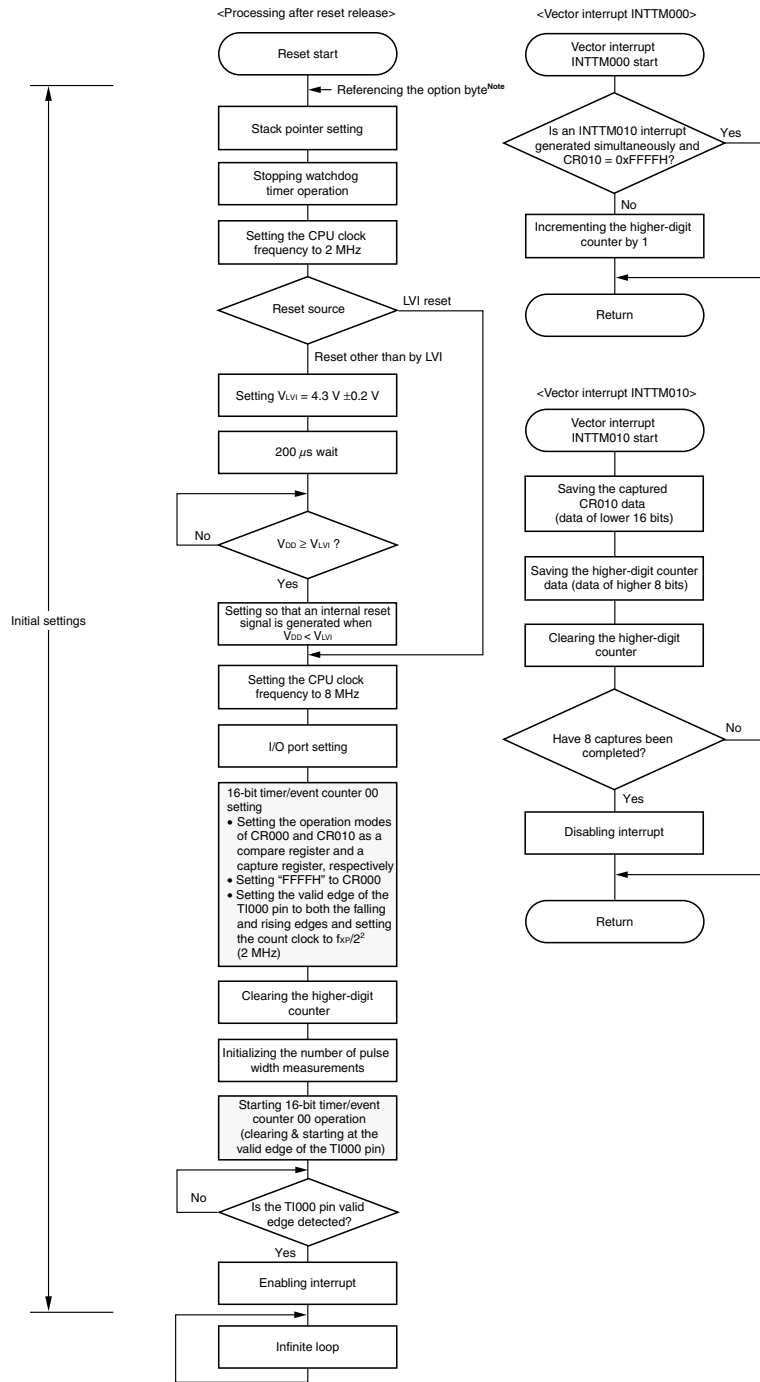 <Processing after reset release>
Reset start
Referencing the option byteNote
Stack pointer setting
Stopping watchdog
timer operation
Setting the CPU clock
frequency to 2 MHz
Reset source
LVI reset
Reset other than by LVI
Setting VLVI = 4.3 V ±0.2 V
200 μs wait
No
VDD ≥ VLVI ?
Yes
Setting so that an internal reset
signal is generated when
VDD < VLVI
Initial settings
Setting the CPU clock
frequency to 8 MHz
I/O port setting
16-bit timer/event counter 00
setting
• Setting the operation modes
of CR000 and CR010 as a
compare register and a
capture register, respectively
• Setting “FFFFH” to CR000
• Setting the valid edge of the
TI000 pin to both the falling
and rising edges and setting
the count clock to fXP/2²
(2 MHz)
Clearing the higher-digit
counter
Initializing the number of pulse
width measurements
Starting 16-bit timer/event
counter 00 operation
(clearing & starting at the
valid edge of the TI000 pin)
No
Is the TI000 pin valid
edge detected?
Yes
Enabling interrupt
Infinite loop
<Vector interrupt INTTM000>
Vector interrupt
INTTM000 start
Is an INTTM010 interrupt
generated simultaneously and
CR010 = 0xFFFFH?
Yes
No
Incrementing the higher-digit
counter by 1
Return
<Vector interrupt INTTM010>
Vector interrupt
INTTM010 start
Saving the captured
CR010 data
(data of lower 16 bits)
Saving the higher-digit counter
data (data of higher 8 bits)
Clearing the higher-digit
counter
Have 8 captures been
completed?
No
Yes
Disabling interrupt
Return